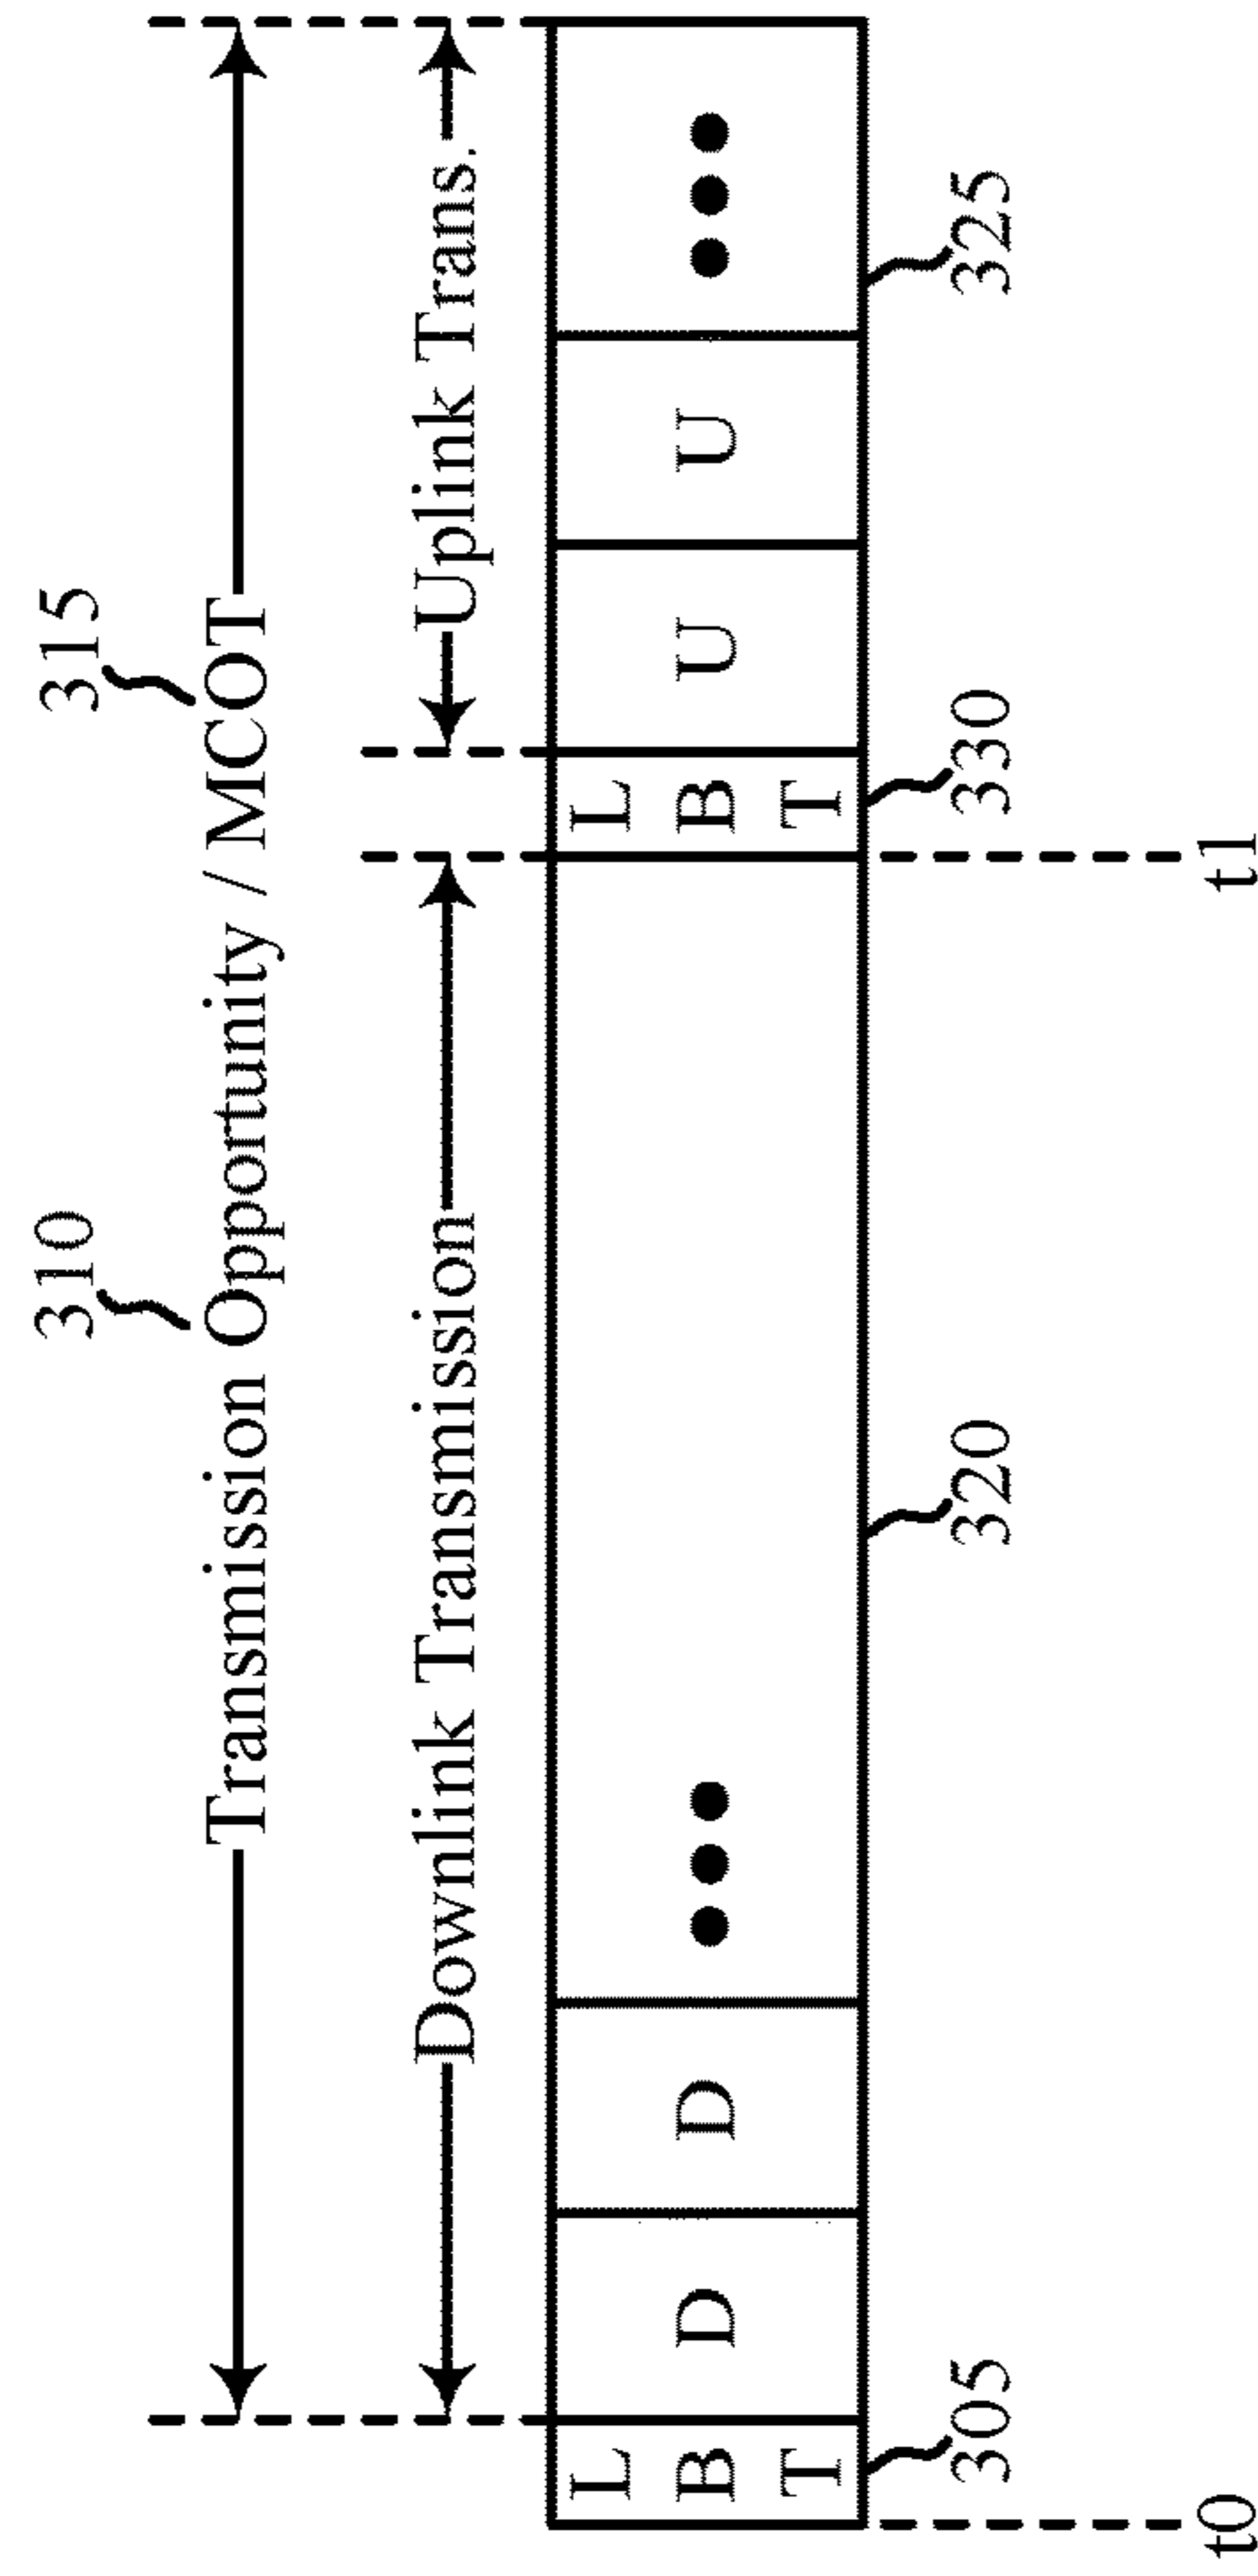 310
315
Transmission Opportunity / MCOT
Downlink Transmission
Uplink Trans.
L
B
T
D
D
L
B
T
U
U
305
320
330
325
t0
t1